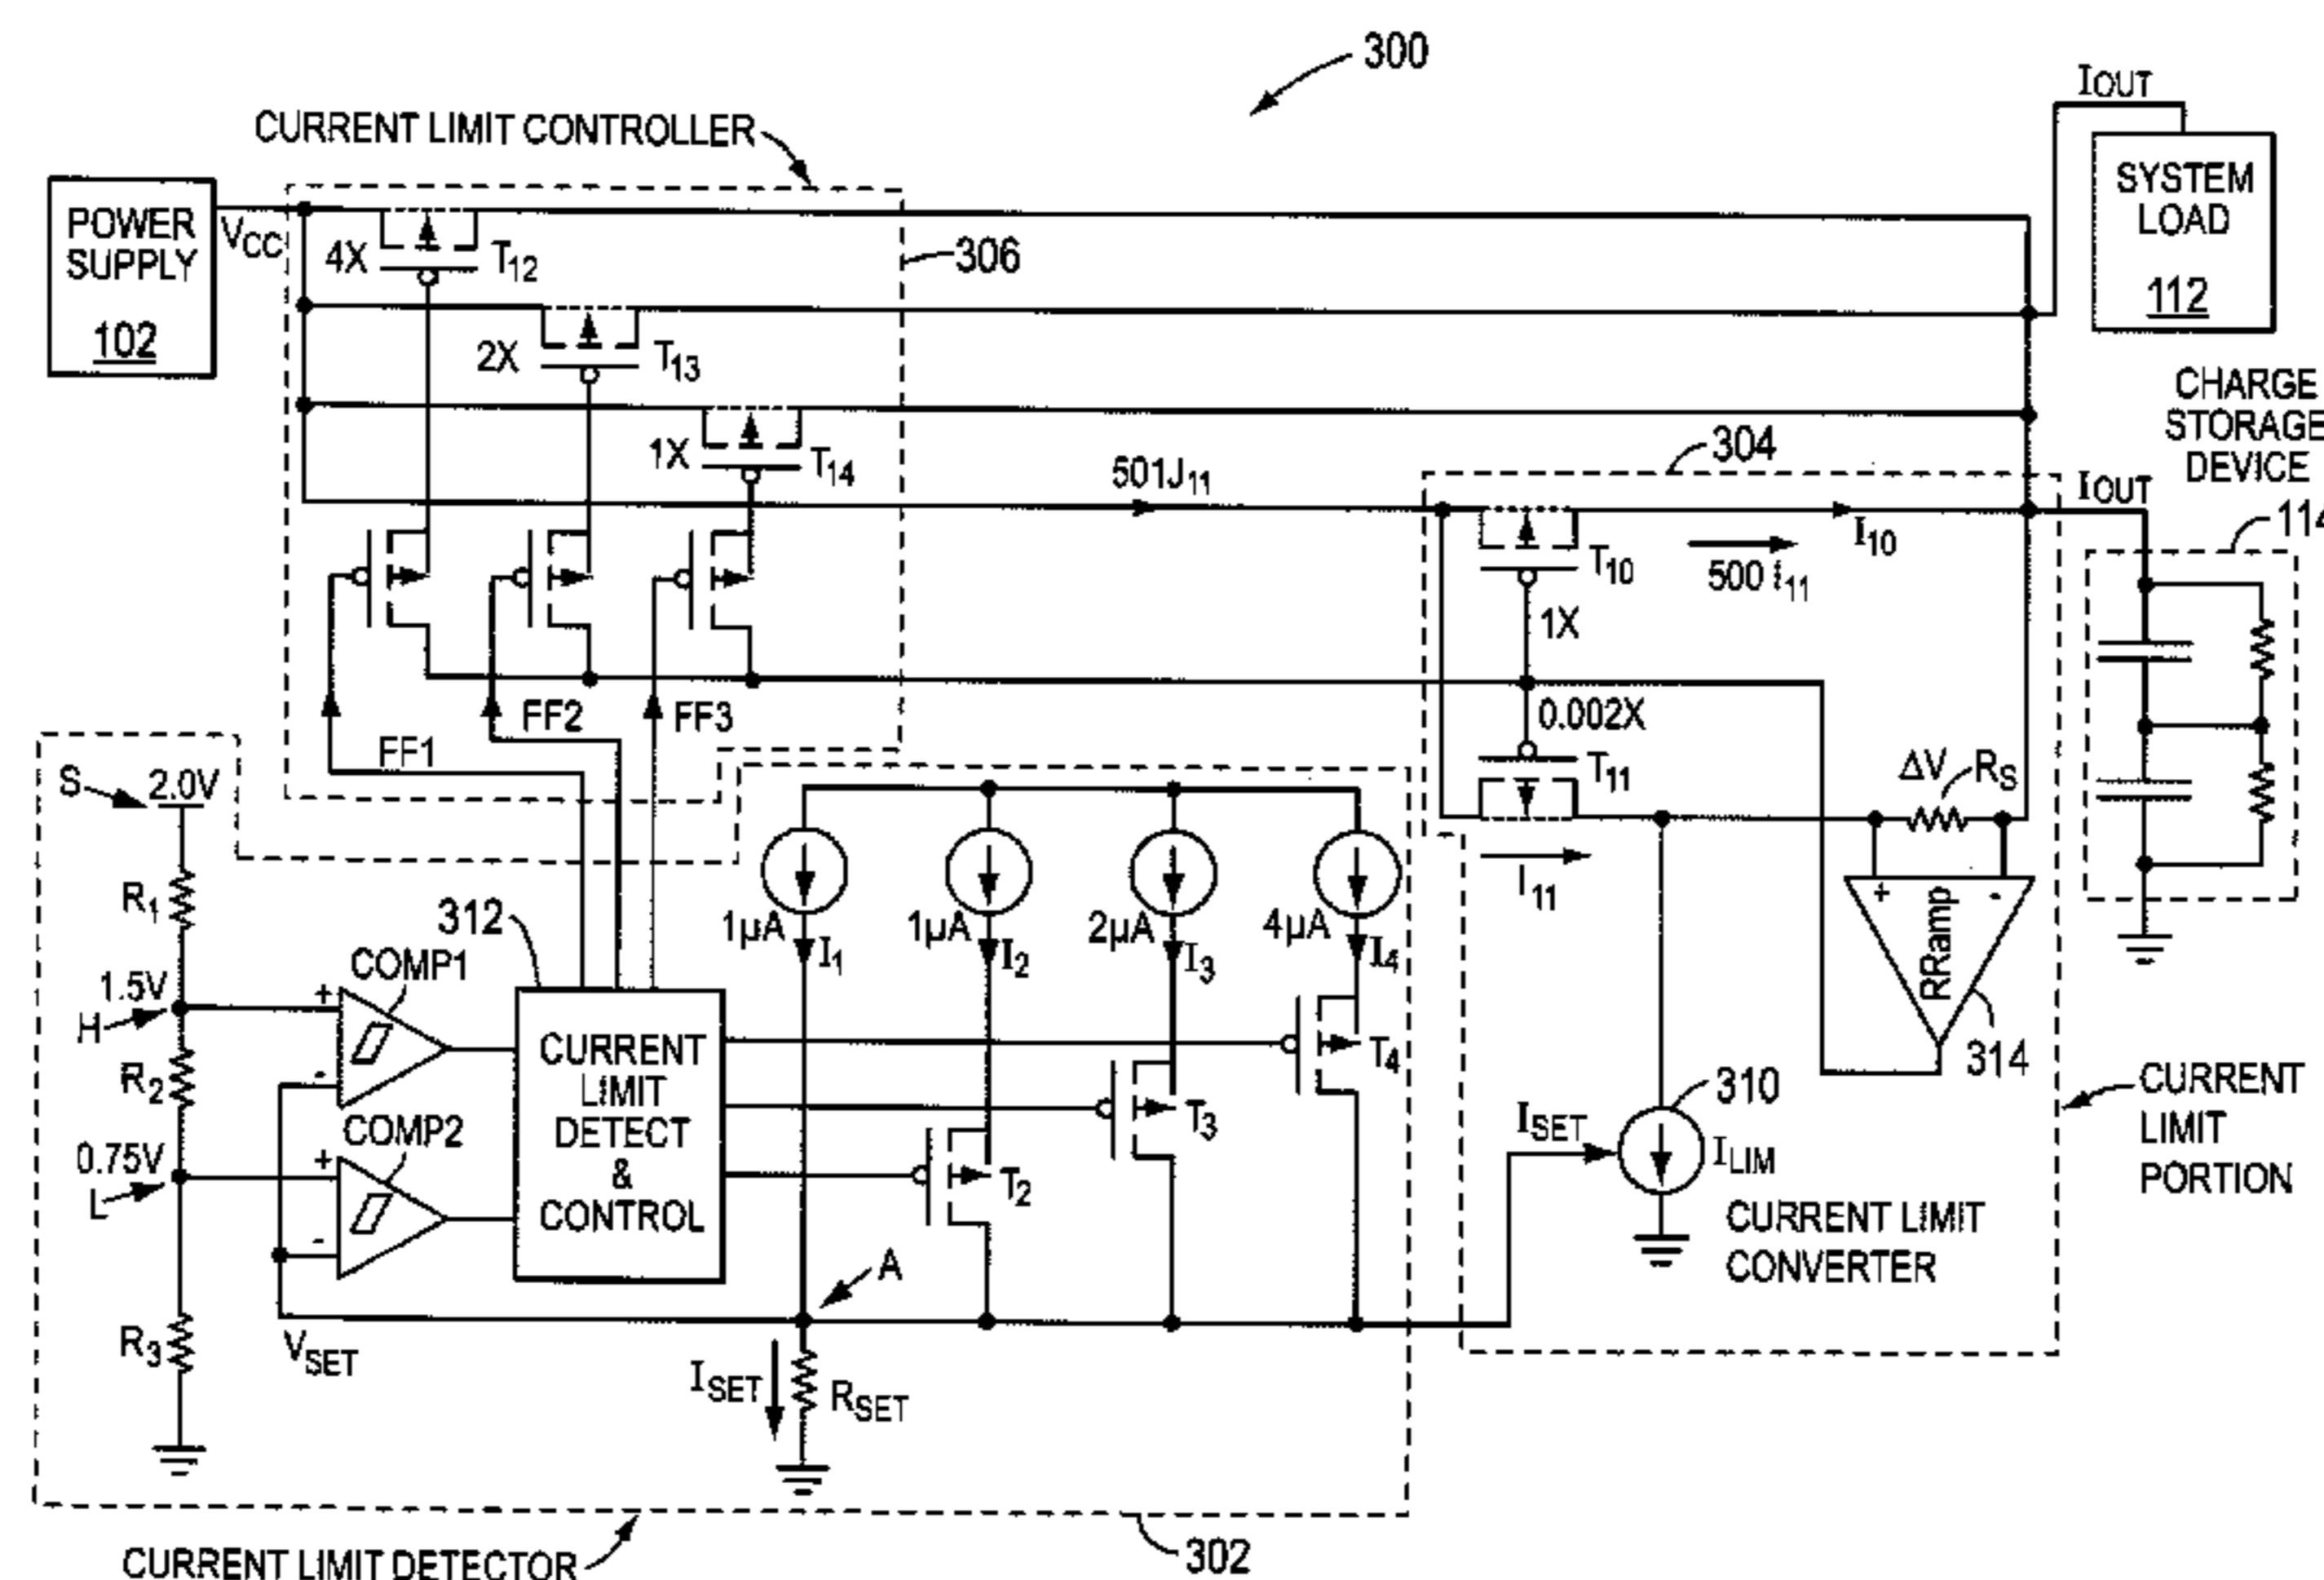 300
IOUT
CURRENT LIMIT CONTROLLER
POWER
SUPPLY
102
VCC
4X
T12
306
SYSTEM
LOAD
112
2X
T13
CHARGE
STORAGE
DEVICE
114
1X
T14
501J11
304
IOUT
T10
I10
500 I11
1X
0.002X
FF1
FF2
FF3
T11
ΔV
RS
I11
S
2.0V
R1
312
1µA
I1
1µA
I2
2µA
I3
4µA
I4
+
-
RRamp
314
1.5V
H
COMP1
+
-
R2
CURRENT
LIMIT
DETECT
&
CONTROL
T4
T3
T2
0.75V
L
COMP2
+
-
310
ISET
ILIM
CURRENT LIMIT
CONVERTER
CURRENT
LIMIT
PORTION
A
R3
VSET
ISET
RSET
CURRENT LIMIT DETECTOR
302